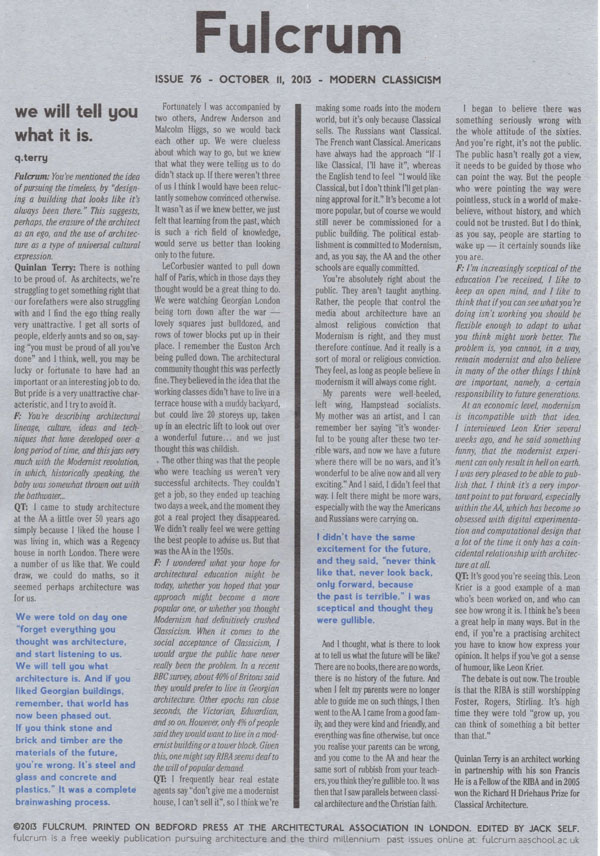 Fulcrum
ISSUE 76 - OCTOBER 11, 2013 - MODERN CLASSICISM
we will tell you
what it is.
q.terry
Fulcrum: You've mentioned the idea
of pursuing the timeless, by "design-
ing a building that looks like it's
always been there." This suggests,
perhaps, the erasure of the architect
as an ego, and the use of architec-
ture as a type of universal cultural
expression.
Quinlan Terry: There is nothing
to be proud of. As architects, we're
struggling to get something right that
our forefathers were also struggling
with and I find the ego thing really
very unattractive. I get all sorts of
people, elderly aunts and so on, say-
ing "you must be proud of all you've
done" and I think, well, you may be
lucky or fortunate to have had an
important or an interesting job to do.
But pride is a very unattractive char-
acteristic, and I try to avoid it.
F: You're describing architectural
lineage, culture, ideas and tech-
niques that have developed over a
long period of time, and this jars very
much with the Modernist revolution,
in which, historically speaking, the
baby was somewhat thrown out with
the bathwater...
QT: I came to study architecture
at the AA a little over 50 years ago
simply because I liked the house I
was living in, which was a Regency
house in north London. There were
a number of us like that. We could
draw, we could do maths, so it
seemed perhaps architecture was
for us.
We were told on day one
"forget everything you
thought was architecture,
and start listening to us.
We will tell you what
architecture is. And if you
liked Georgian buildings,
remember, that world has
now been phased out.
If you think stone and
brick and timber are the
materials of the future,
you're wrong. It's steel and
glass and concrete and
plastics." It was a complete
brainwashing process.
Fortunately I was accompanied by
two others, Andrew Anderson and
Malcolm Higgs, so we would back
each other up. We were clueless
about which way to go, but we knew
that what they were telling us to do
didn't stack up. If there weren't three
of us I think I would have been reluc-
tantly somehow convinced otherwise.
It wasn't as if we knew better, we just
felt that learning from the past, which
is such a rich field of knowledge,
would serve us better than looking
only to the future.
LeCorbusier wanted to pull down
half of Paris, which in those days they
thought would be a great thing to do.
We were watching Georgian London
being torn down after the war —
lovely squares just bulldozed, and
rows of tower blocks put up in their
place. I remember the Euston Arch
being pulled down. The architectural
community thought this was perfectly
fine. They believed in the idea that the
working classes didn't to have live in a
terrace house with a muddy backyard,
but could live 20 storeys up, taken
up in an electric lift to look out over
a wonderful future... and we just
thought this was childish.
. The other thing was that the people
who were teaching us weren't very
successful architects. They couldn't
get a job, so they ended up teaching
two days a week, and the moment they
got a real project they disappeared.
We didn't really feel we were getting
the best people to advise us. But that
was the AA in the 1950s.
F: I wondered what your hope for
architectural education might be
today, whether you hoped that your
approach might become a more
popular one, or whether you thought
Modernism had definitively crushed
Classicism. When it comes to the
social acceptance of Classicism, I
would argue the public have never
really been the problem. In a recent
BBC survey, about 40% of Britons said
they would prefer to live in Georgian
architecture. Other epochs ran close
seconds, the Victorian, Edwardian,
and so on. However, only 4% of people
said they would want to live in a mod-
ernist building or a tower block. Given
this, one might say RIBA seems deaf to
the will of popular demand.
QT: I frequently hear real estate
agents say "don't give me a modernist
house, I can't sell it", so I think we're
making some roads into the modern
world, but it's only because Classical
sells. The Russians want Classical.
The French want Classical. Americans
have always had the approach "If I
like Classical, I'll have it", whereas
the English tend to feel "I would like
Classical, but I don't think I'll get plan-
ning approval for it." It's become a lot
more popular, but of course we would
still never be commissioned for a
public building. The political estab-
lishment is committed to Modernism,
and, as you say, the AA and the other
schools are equally committed.
You're absolutely right about the
public. They aren't taught anything.
Rather, the people that control the
media about architecture have an
almost religious conviction that
Modernism is right, and they must
therefore continue. And it really is a
sort of moral or religious conviction.
They feel, as long as people believe in
modernism it will always come right.
My parents were well-heeled,
left wing, Hampstead socialists.
My mother was an artist, and I can
remember her saying "it's wonder-
ful to be young after these two ter-
rible wars, and now we have a future
where there will be no wars, and it's
wonderful to be alive now and all very
exciting." And I said, I didn't feel that
way. I felt there might be more wars,
especially with the way the Americans
and Russians were carrying on.
I didn't have the same
excitement for the future,
and they said, "never think
like that, never look back,
only forward, because
the past is terrible." I was
sceptical and thought they
were gullible.
And I thought, what is there to look
at to tell us what the future will be like?
There are no books, there are no words,
there is no history of the future. And
when I felt my parents were no longer
able to guide me on such things, I then
went to the AA. I came from a good fam-
ily, and they were kind and friendly, and
everything was fine otherwise, but once
you realise your parents can be wrong,
and you come to the AA and hear the
same sort of rubbish from your teach-
ers, you think they're gullible too. It was
then that I saw parallels between classi-
cal architecture and the Christian faith.
I began to believe there was
something seriously wrong with
the whole attitude of the sixties.
And you're right, it's not the public.
The public hasn't really got a view,
it needs to be guided by those who
can point the way. But the people
who were pointing the way were
pointless, stuck in a world of make-
believe, without history, and which
could not be trusted. But I do think,
as you say, people are starting to
wake up — it certainly sounds like
you are.
F: I'm increasingly sceptical of the
education I've received, I like to
keep an open mind, and I like to
think that if you can see what you're
doing isn't working you should be
flexible enough to adapt to what
you think might work better. The
problem is, you cannot, in a way,
remain modernist and also believe
in many of the other things I think
are important, namely, a certain
responsibility to future generations.
At an economic level, modernism
is incompatible with that idea.
I interviewed Leon Krier several
weeks ago, and he said something
funny, that the modernist experi-
ment can only result in hell on earth.
I was very pleased to be able to pub-
lish that. I think it's a very impor-
tant point to put forward, especially
within the AA, which has become so
obsessed with digital experimenta-
tion and computational design that
a lot of the time it only has a coin-
cidental relationship with architec-
ture at all.
QT: It's good you're seeing this. Leon
Krier is a good example of a man
who's been worked on, and who can
see how wrong it is. I think he's been
a great help in many ways. But in the
end, if you're a practising architect
you have to know how express your
opinion. It helps if you've got a sense
of humour, like Leon Krier.
The debate is out now. The trouble
is that the RIBA is still worshipping
Foster, Rogers, Stirling. It's high
time they were told "grow up, you
can think of something a bit better
than that."
Quinlan Terry is an architect working
in partnership with his son Francis
He is a Fellow of the RIBA and in 2005
won the Richard H Driehaus Prize for
Classical Architecture.
©2013 FULCRUM. PRINTED ON BEDFORD PRESS AT THE ARCHITECTURAL ASSOCIATION IN LONDON. EDITED BY JACK SELF.
fulcrum is a free weekly publication pursuing architecture and the third millennium past issues online at: fulcrum.aaschool.ac.uk